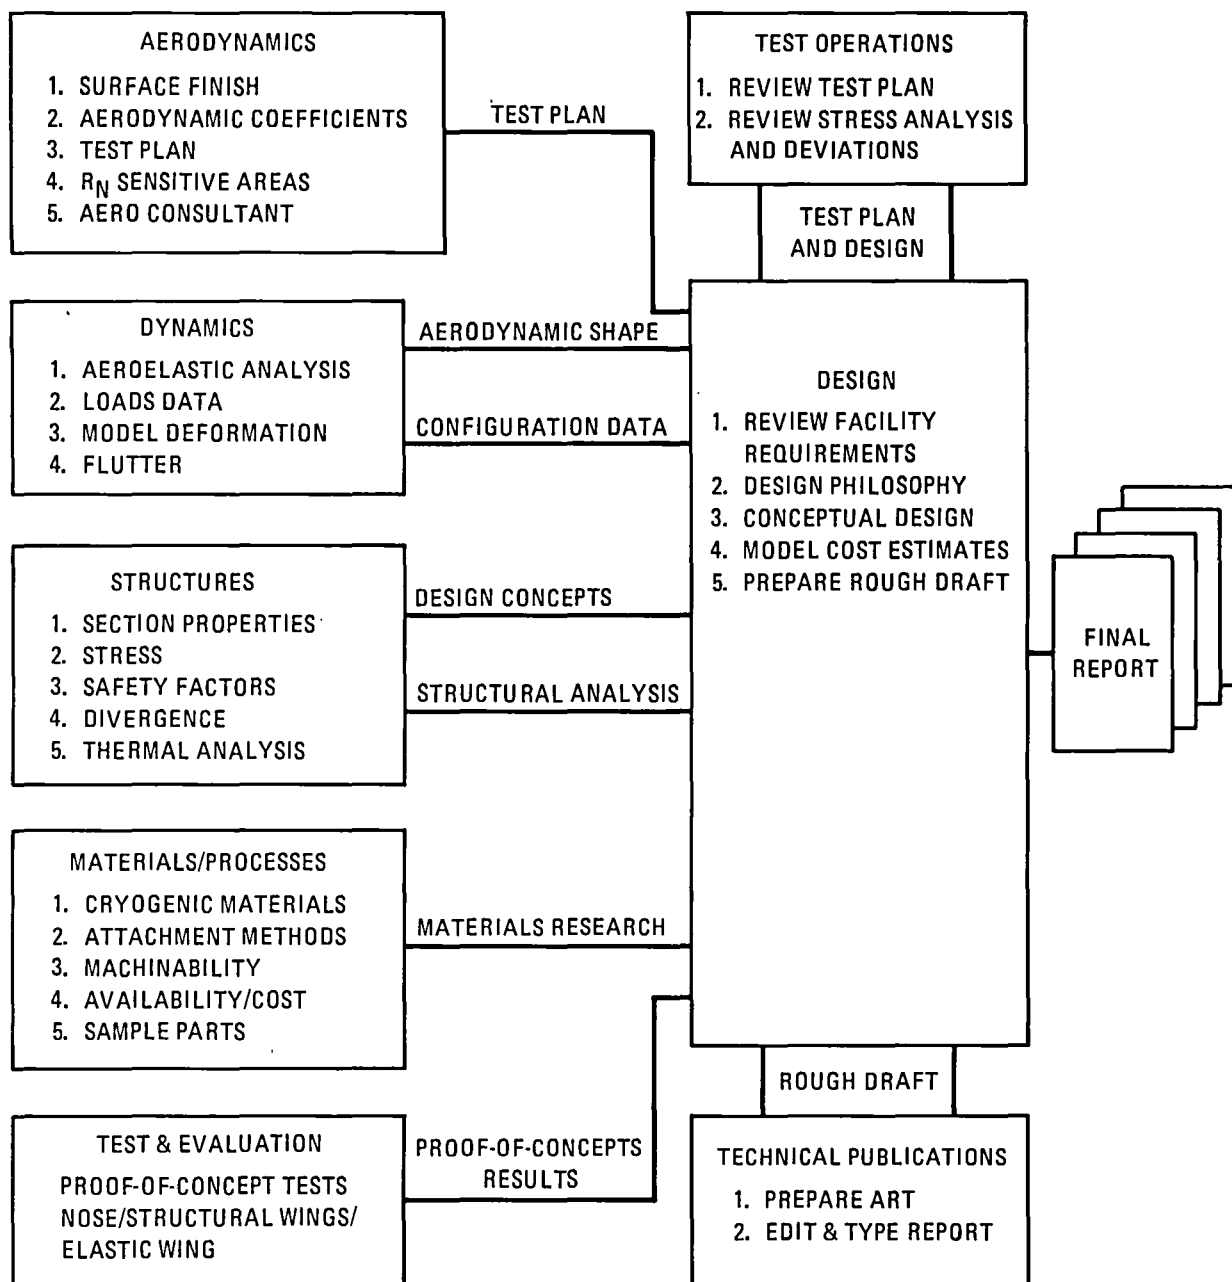 AERODYNAMICS
1. SURFACE FINISH
2. AERODYNAMIC COEFFICIENTS
3. TEST PLAN
4. RN SENSITIVE AREAS
5. AERO CONSULTANT
TEST PLAN
TEST OPERATIONS
1. REVIEW TEST PLAN
2. REVIEW STRESS ANALYSIS
AND DEVIATIONS
TEST PLAN
AND DESIGN
DYNAMICS
1. AEROELASTIC ANALYSIS
2. LOADS DATA
3. MODEL DEFORMATION
4. FLUTTER
AERODYNAMIC SHAPE
CONFIGURATION DATA
DESIGN
1. REVIEW FACILITY
REQUIREMENTS
2. DESIGN PHILOSOPHY
3. CONCEPTUAL DESIGN
4. MODEL COST ESTIMATES
5. PREPARE ROUGH DRAFT
STRUCTURES
1. SECTION PROPERTIES
2. STRESS
3. SAFETY FACTORS
4. DIVERGENCE
5. THERMAL ANALYSIS
DESIGN CONCEPTS
STRUCTURAL ANALYSIS
FINAL
REPORT
MATERIALS/PROCESSES
1. CRYOGENIC MATERIALS
2. ATTACHMENT METHODS
3. MACHINABILITY
4. AVAILABILITY/COST
5. SAMPLE PARTS
MATERIALS RESEARCH
TEST & EVALUATION
PROOF-OF-CONCEPT TESTS
NOSE/STRUCTURAL WINGS/
ELASTIC WING
PROOF-OF-CONCEPTS
RESULTS
ROUGH DRAFT
TECHNICAL PUBLICATIONS
1. PREPARE ART
2. EDIT & TYPE REPORT